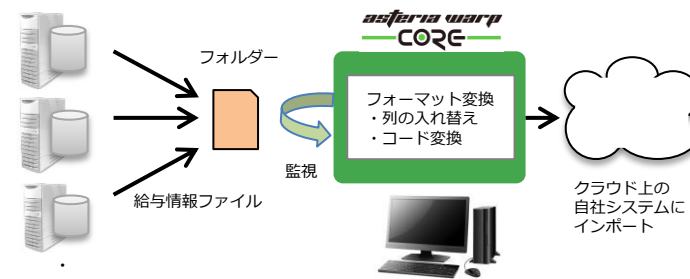 asteria warp
CORE
フォルダー
フォーマット変換
・列の入れ替え
・コード変換
監視
給与情報ファイル
クラウド上の
自社システムに
インポート